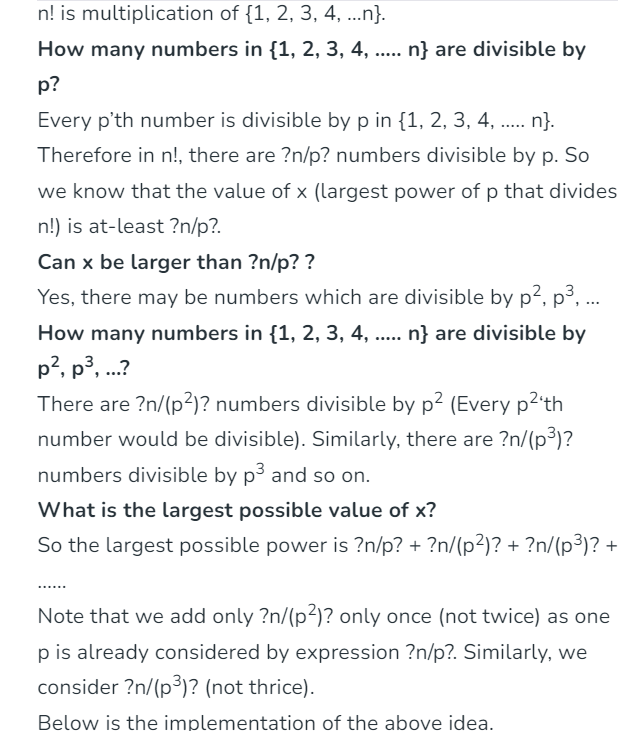 n! is multiplication of {1, 2, 3, 4, …n}.
How many numbers in {1, 2, 3, 4, ….. n} are divisible by
p?
Every p’th number is divisible by p in {1, 2, 3, 4, ….. n}.
Therefore in n!, there are ?n/p? numbers divisible by p. So
we know that the value of x (largest power of p that divides
n!) is at-least ?n/p?.
Can x be larger than ?n/p? ?
Yes, there may be numbers which are divisible by p², p³, …
How many numbers in {1, 2, 3, 4, ….. n} are divisible by
p², p³, …?
There are ?n/(p²)? numbers divisible by p² (Every p²‘th
number would be divisible). Similarly, there are ?n/(p³)?
numbers divisible by p³ and so on.
What is the largest possible value of x?
So the largest possible power is ?n/p? + ?n/(p²)? + ?n/(p³)? +
……
Note that we add only ?n/(p²)? only once (not twice) as one
p is already considered by expression ?n/p?. Similarly, we
consider ?n/(p³)? (not thrice).
Below is the implementation of the above idea.